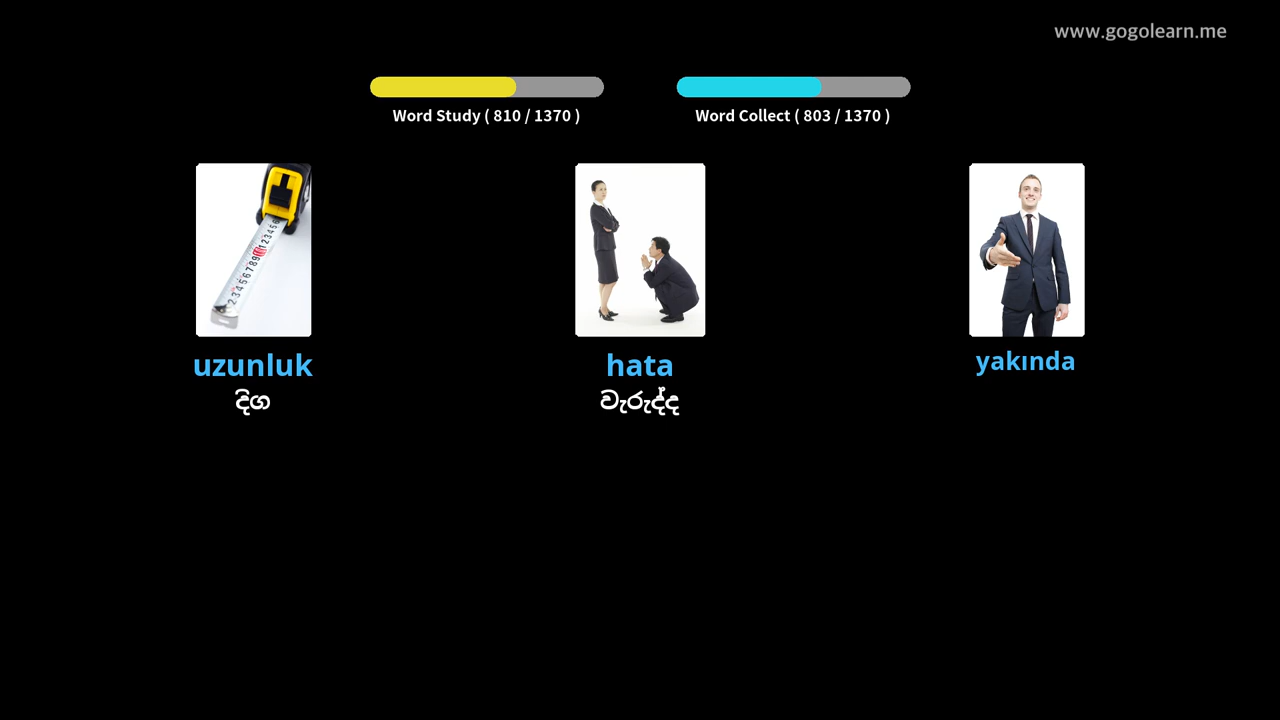 www.gogolearn.me
Word Study ( 810 / 1370 )
Word Collect ( 803 / 1370 )
uzunluk
දිග
hata
වැරුද්ද
yakında